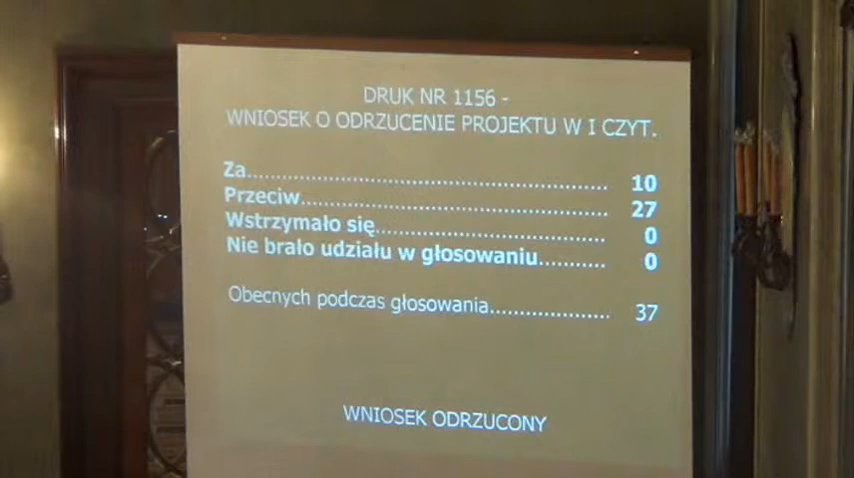 DRUK NR 1156 -
WNIOSEK O ODRZUCENIE PROJEKTU W I CZYT.
Za.................................................................. 10
Przeciw......................................................... 27
Wstrzymało się........................................... 0
Nie brało udziału w głosowaniu............ 0
Obecnych podczas głosowania..................... 37
WNIOSEK ODRZUCONY